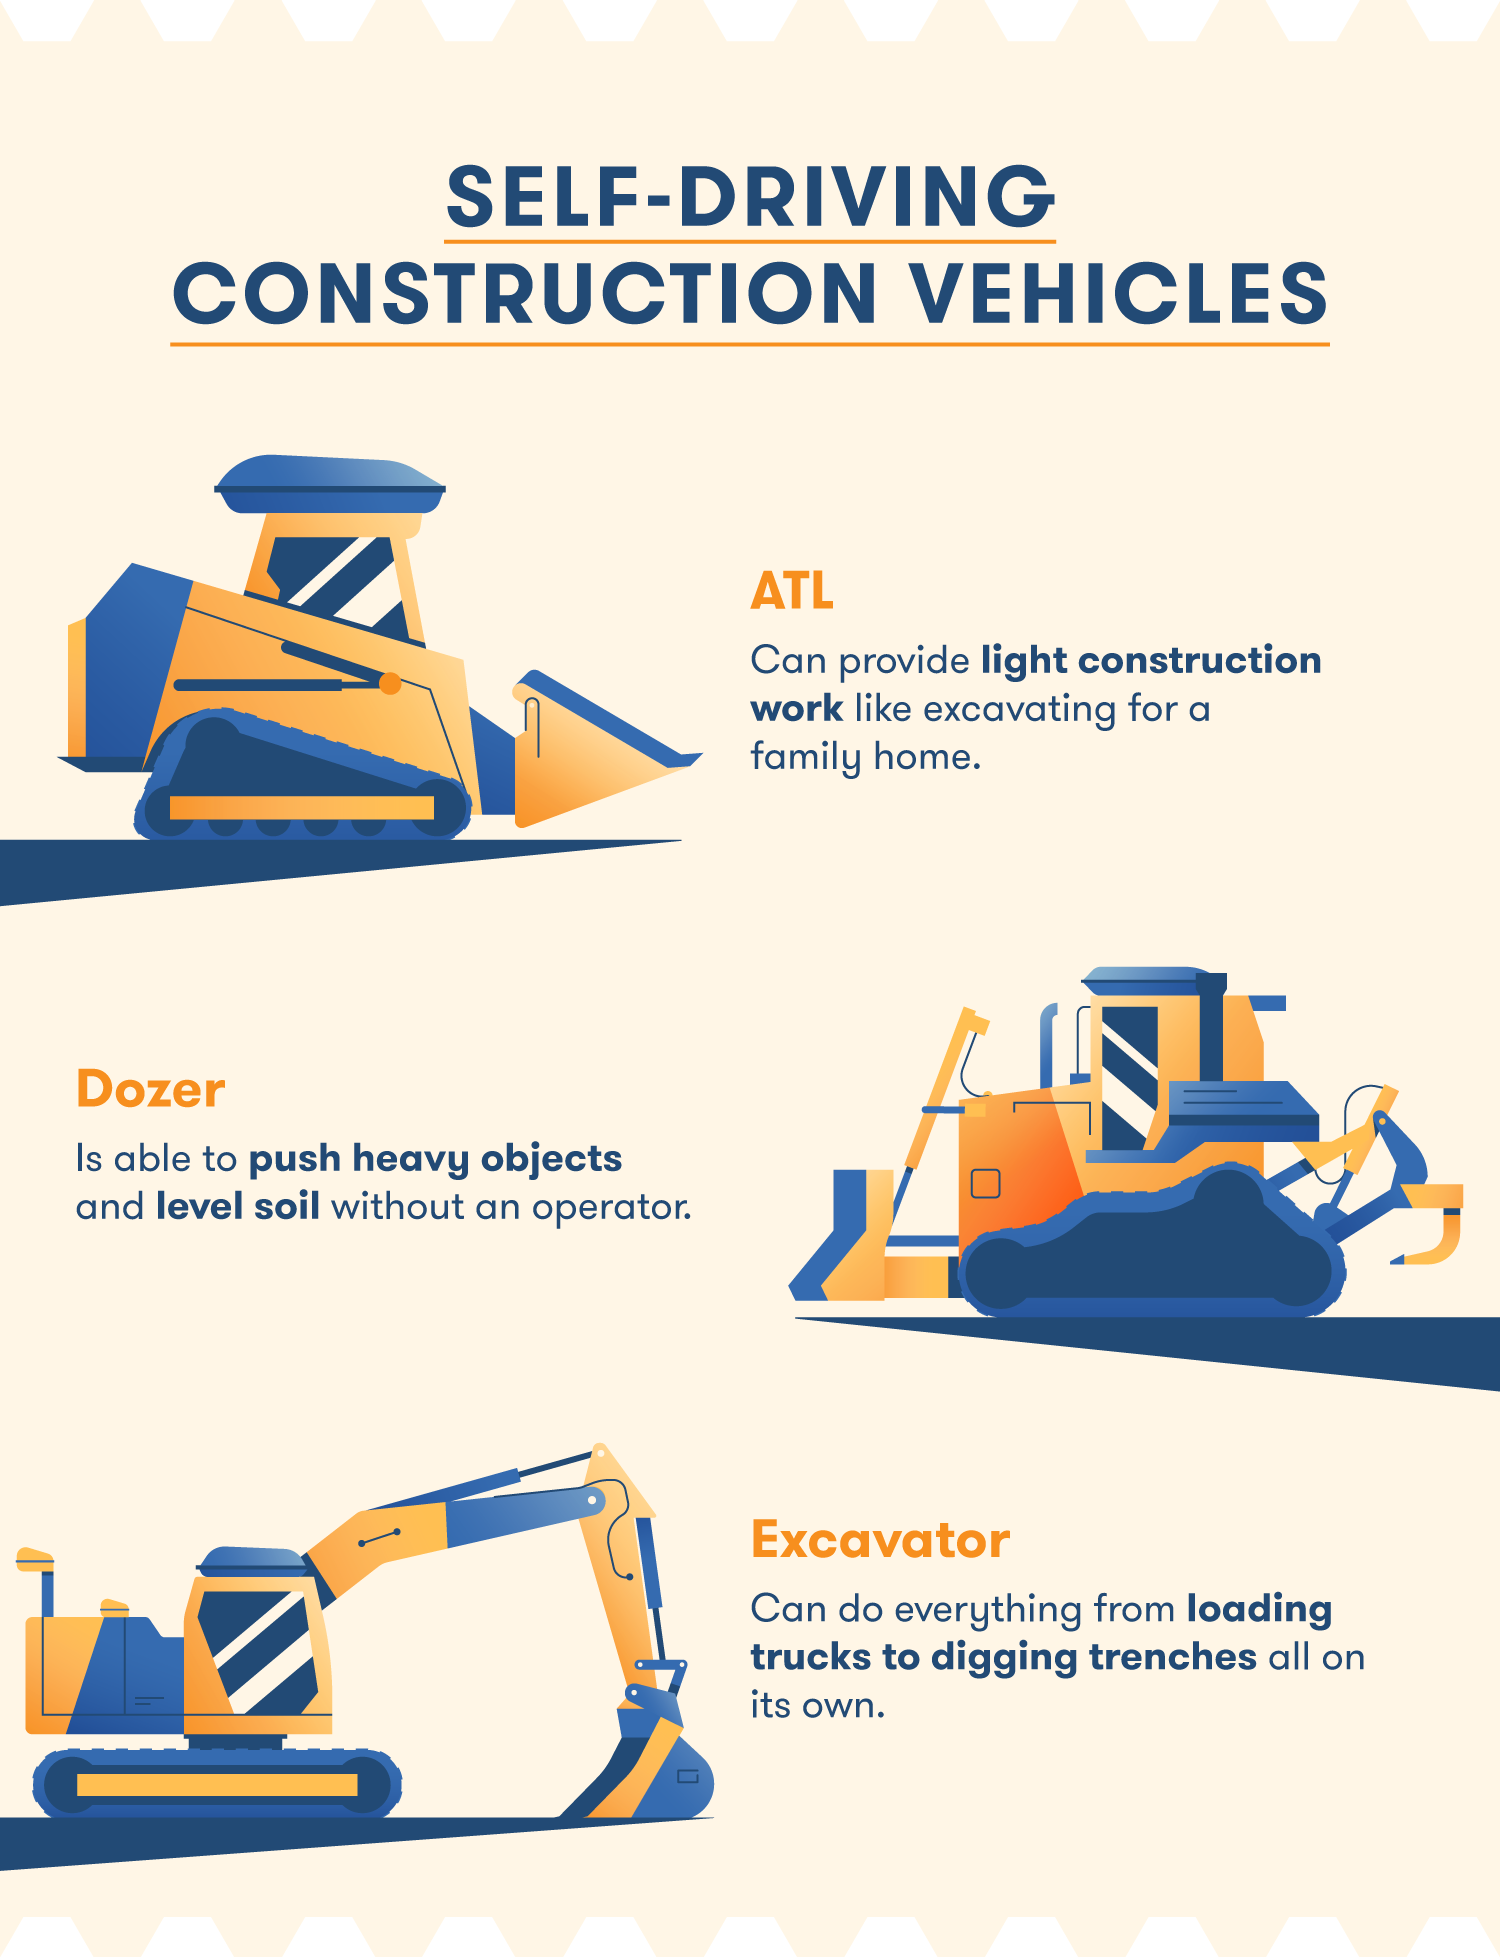 SELF-DRIVING
CONSTRUCTION VEHICLES
ATL
Can provide light construction
work like excavating for a
family home.
Dozer
Is able to push heavy objects
and level soil without an operator.
Excavator
Can do everything from loading
trucks to digging trenches all on
its own.